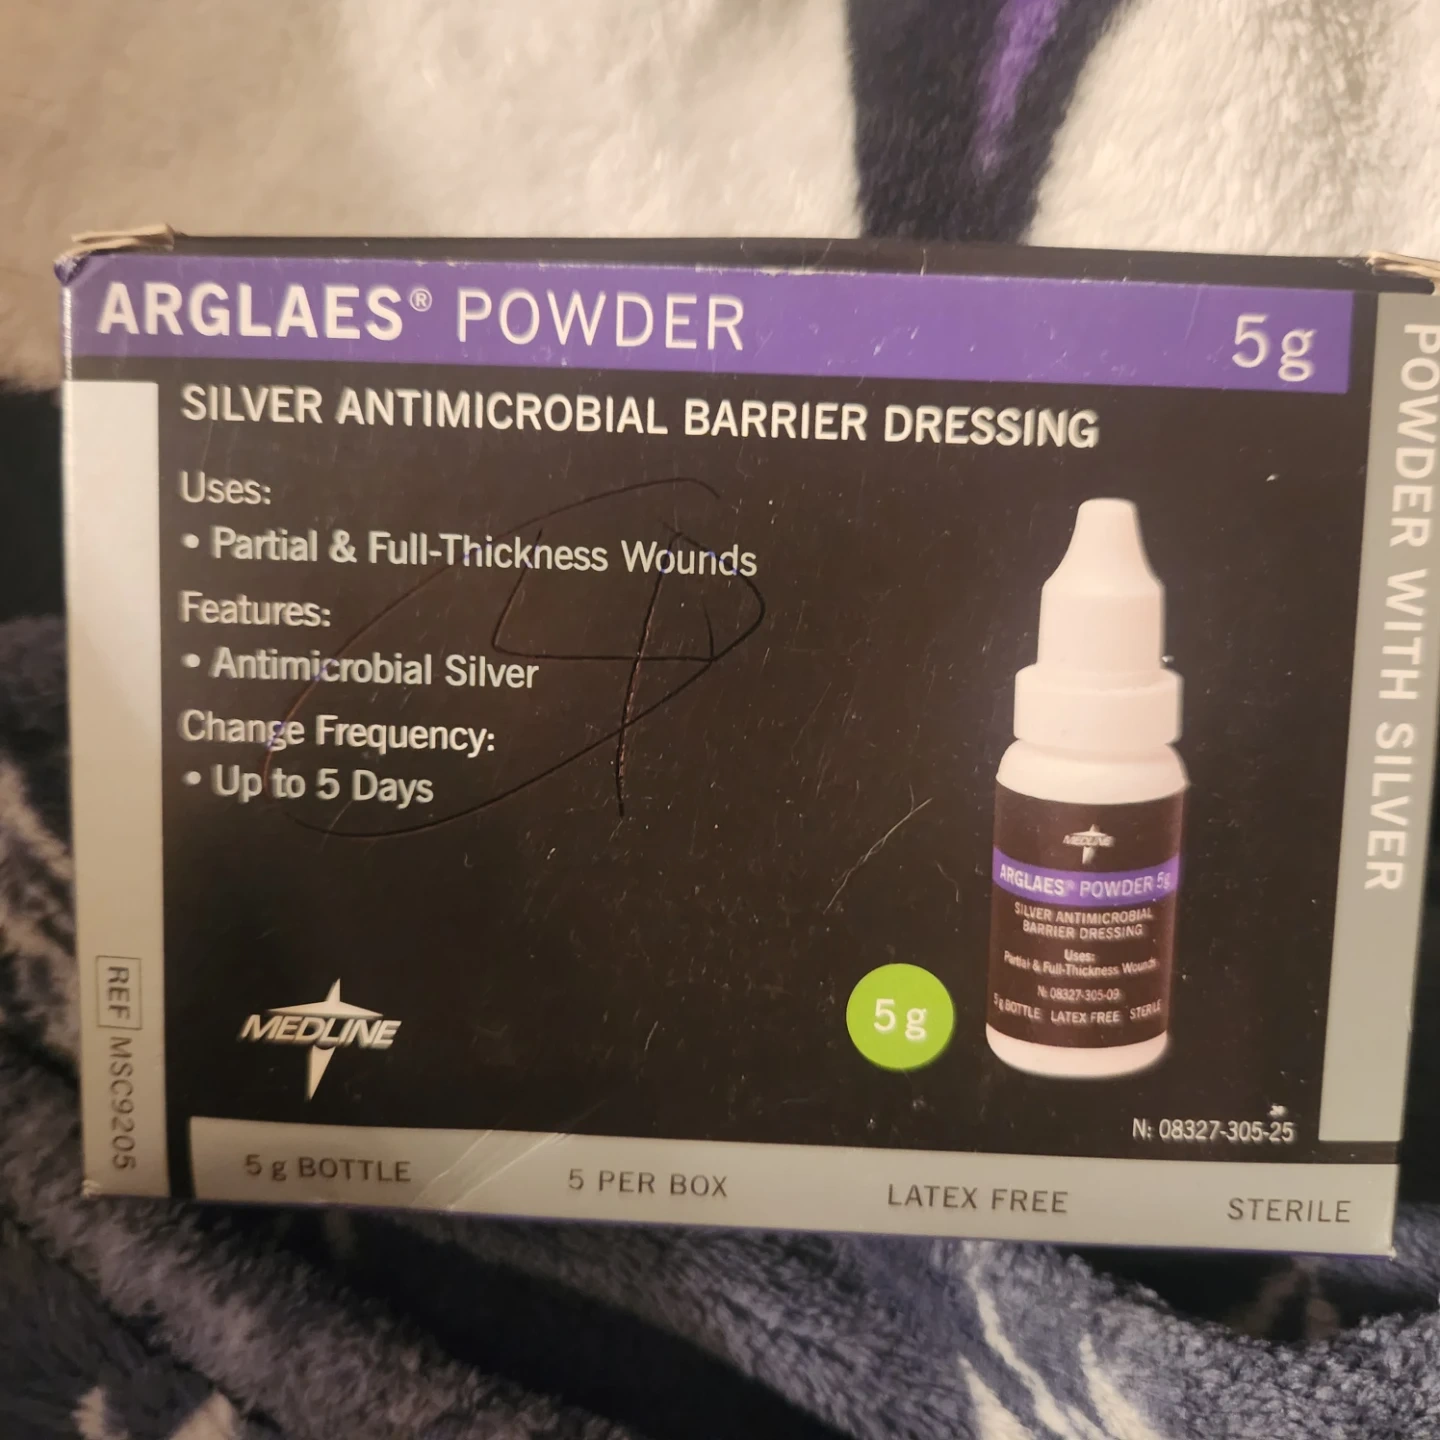 ARGLAES® POWDER 5g
SILVER ANTIMICROBIAL BARRIER DRESSING
Uses:
• Partial & Full-Thickness Wounds
Features:
• Antimicrobial Silver
Change Frequency:
• Up to 5 Days
4
MEDLINE
5g
MEDLINE
ARGLAES® POWDER 5g
SILVER ANTIMICROBIAL
BARRIER DRESSING
Uses:
Partial & Full-Thickness Wounds
N: 08327-305-09
5g BOTTLE LATEX FREE STERILE
N: 08327-305-25
5 g BOTTLE 5 PER BOX LATEX FREE STERILE
REF MSC9205
POWDER WITH SILVER